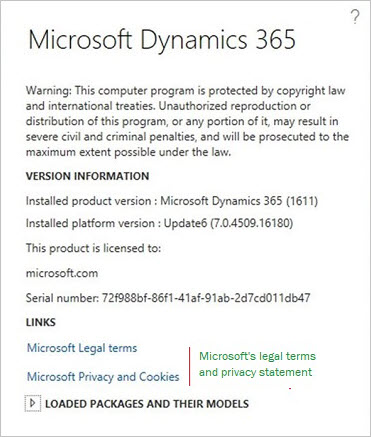 ?
Microsoft Dynamics 365
Warning: This computer program is protected by copyright law
and international treaties. Unauthorized reproduction or
distribution of this program, or any portion of it, may result in
severe civil and criminal penalties, and will be prosecuted to the
maximum extent possible under the law.
VERSION INFORMATION
Installed product version : Microsoft Dynamics 365 (1611)
Installed platform version : Update6 (7.0.4509.16180)
This product is licensed to:
microsoft.com
Serial number: 72f988bf-86f1-41af-91ab-2d7cd011db47
LINKS
Microsoft Legal terms
Microsoft Privacy and Cookies
Microsoft's legal terms
and privacy statement
LOADED PACKAGES AND THEIR MODELS